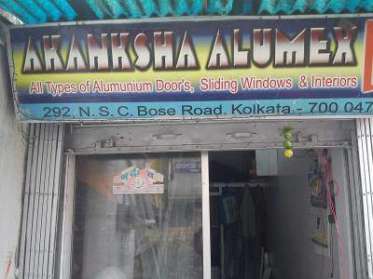 AKANKSHA ALUMEX
All Types of Alumunium Door's, Sliding Windows & Interiors
292, N. S. C. Bose Road, Kolkata - 700 047